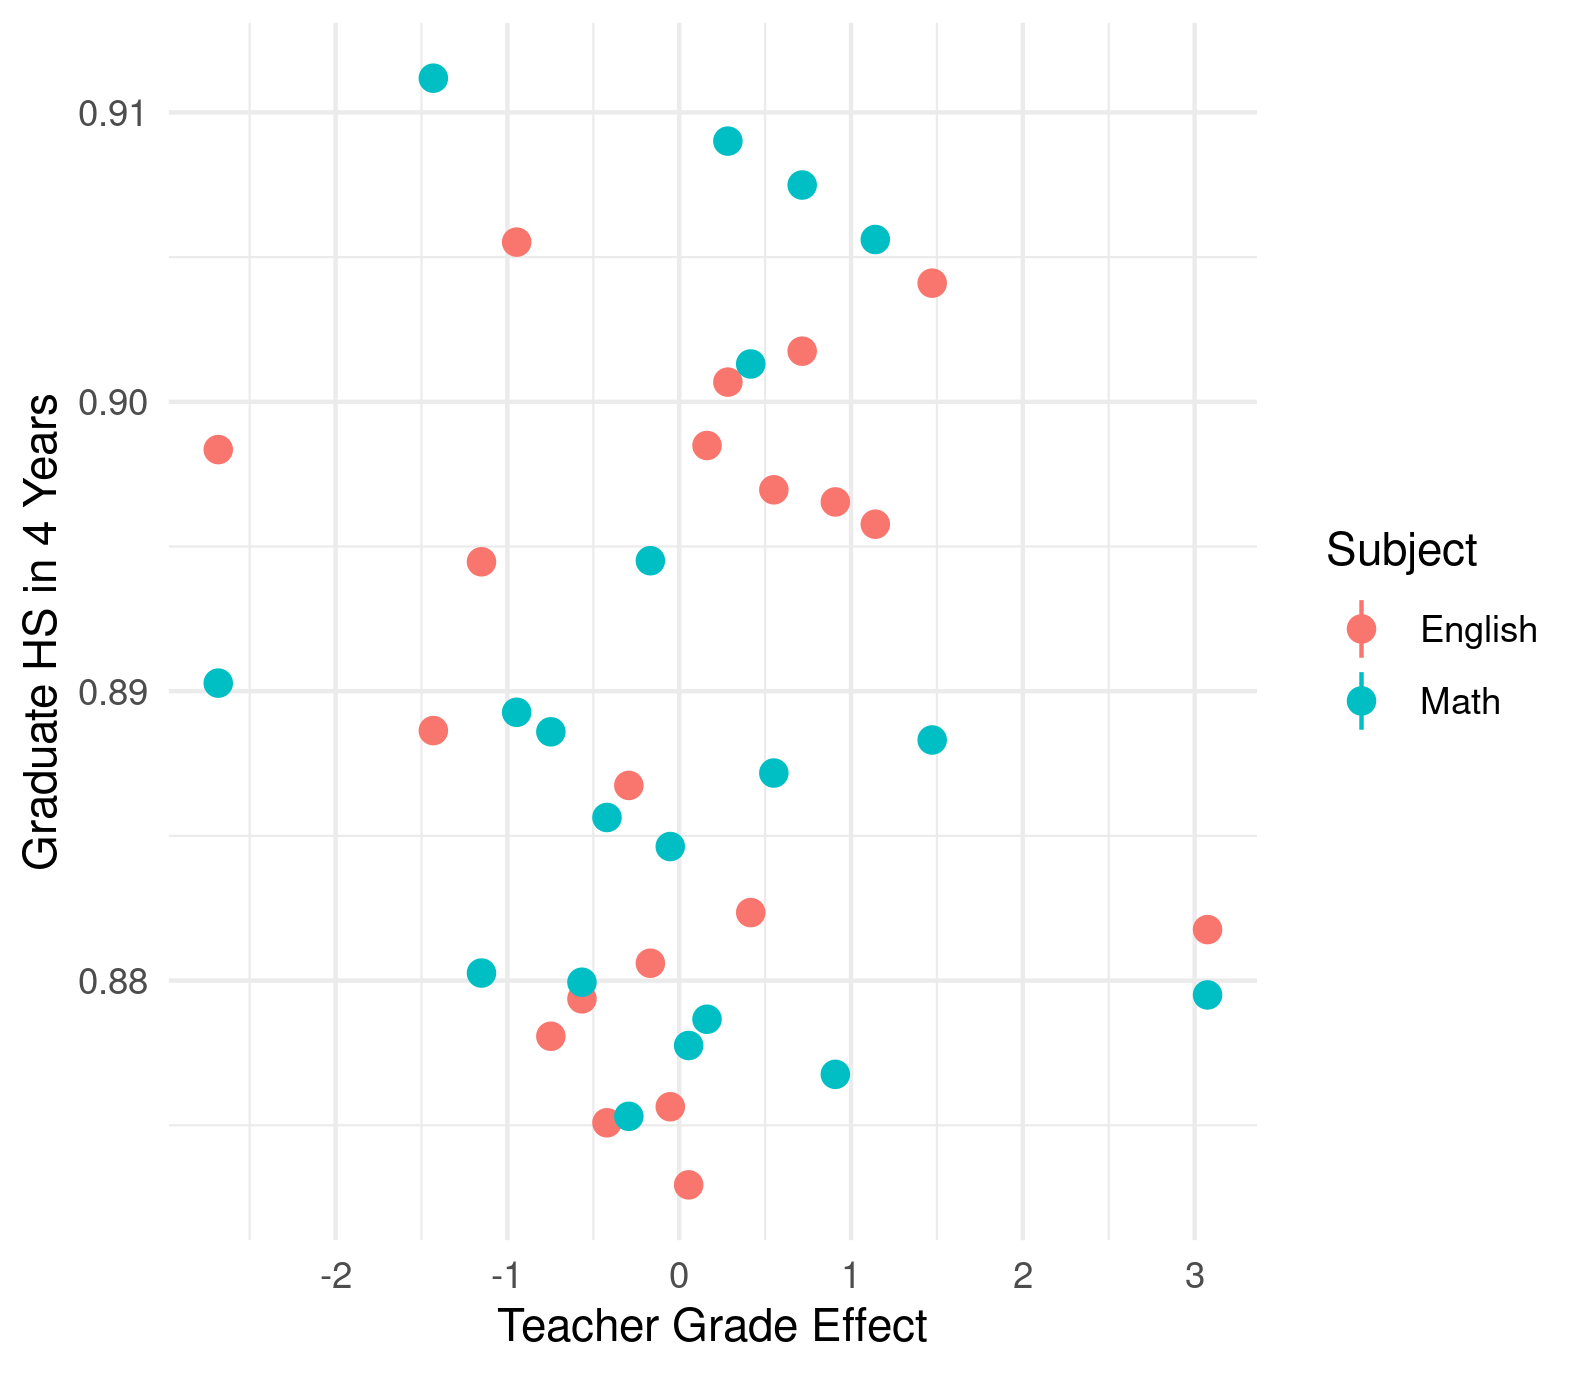 0.91
0.90
0.89
0.88
Graduate HS in 4 Years
-2 -1 0 1 2 3
Teacher Grade Effect
Subject
English
Math